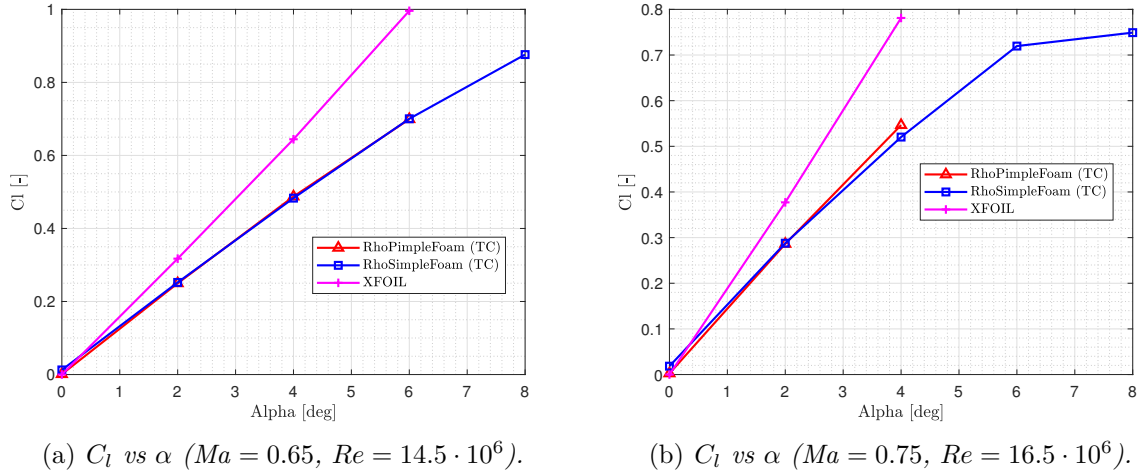 1
0.8
0.6
0.4
0.2
0
0 1 2 3 4 5 6 7 8
Cl [-]
Alpha [deg]
RhoPimpleFoam (TC)
RhoSimpleFoam (TC)
XFOIL
(a) C_l vs α (Ma = 0.65, Re = 14.5 · 10^6).
0.8
0.7
0.6
0.5
0.4
0.3
0.2
0.1
0
0 1 2 3 4 5 6 7 8
Cl [-]
Alpha [deg]
RhoPimpleFoam (TC)
RhoSimpleFoam (TC)
XFOIL
(b) C_l vs α (Ma = 0.75, Re = 16.5 · 10^6).